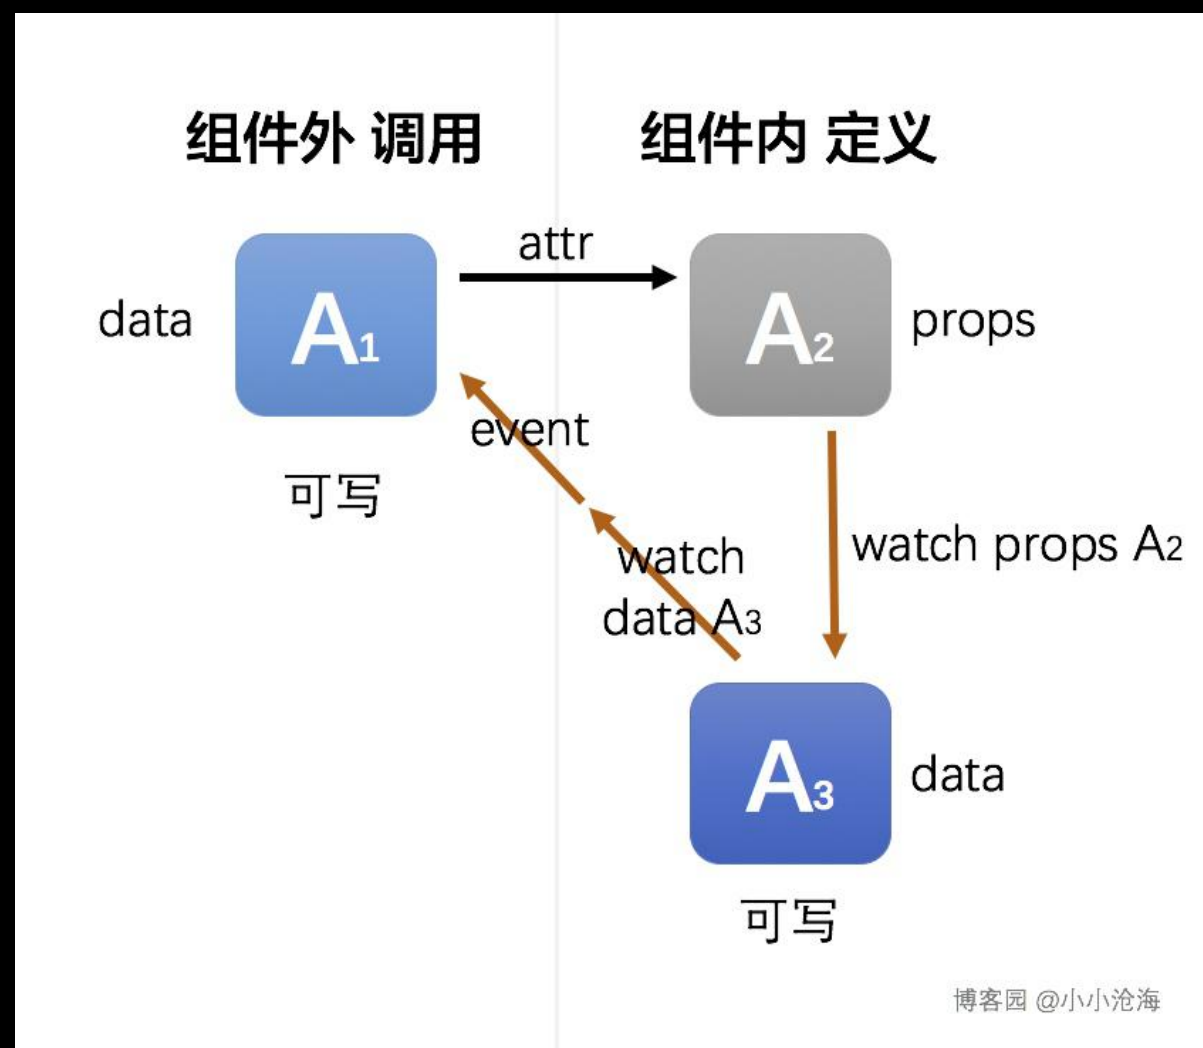 组件外 调用
组件内 定义
attr
data
A1
A2
props
event
可写
watch
data A3
watch props A2
A3
data
可写
博客园 @小小沧海